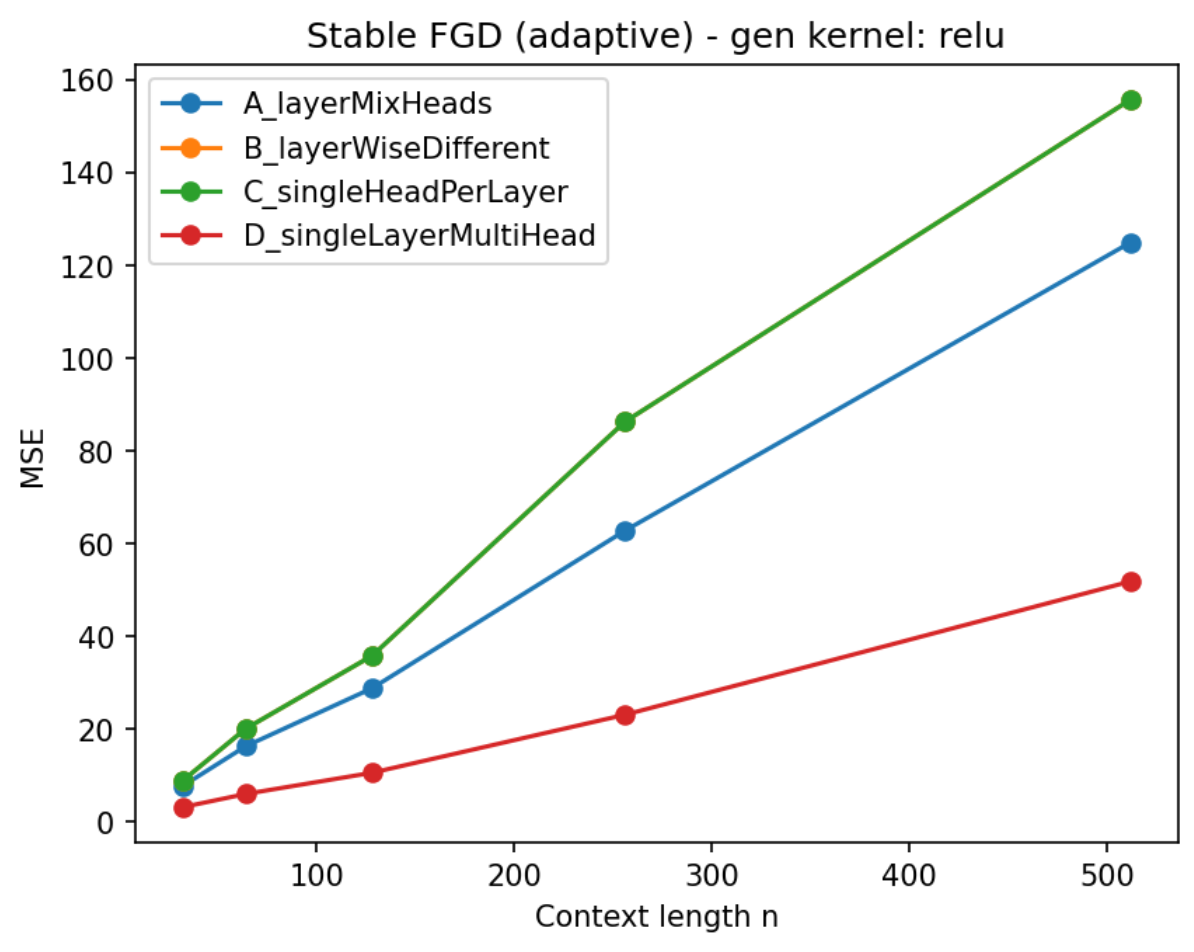 Stable FGD (adaptive) - gen kernel: relu
160
140
120
100
80
60
40
20
0
MSE
A_layerMixHeads
B_layerWiseDifferent
C_singleHeadPerLayer
D_singleLayerMultiHead
100 200 300 400 500
Context length n